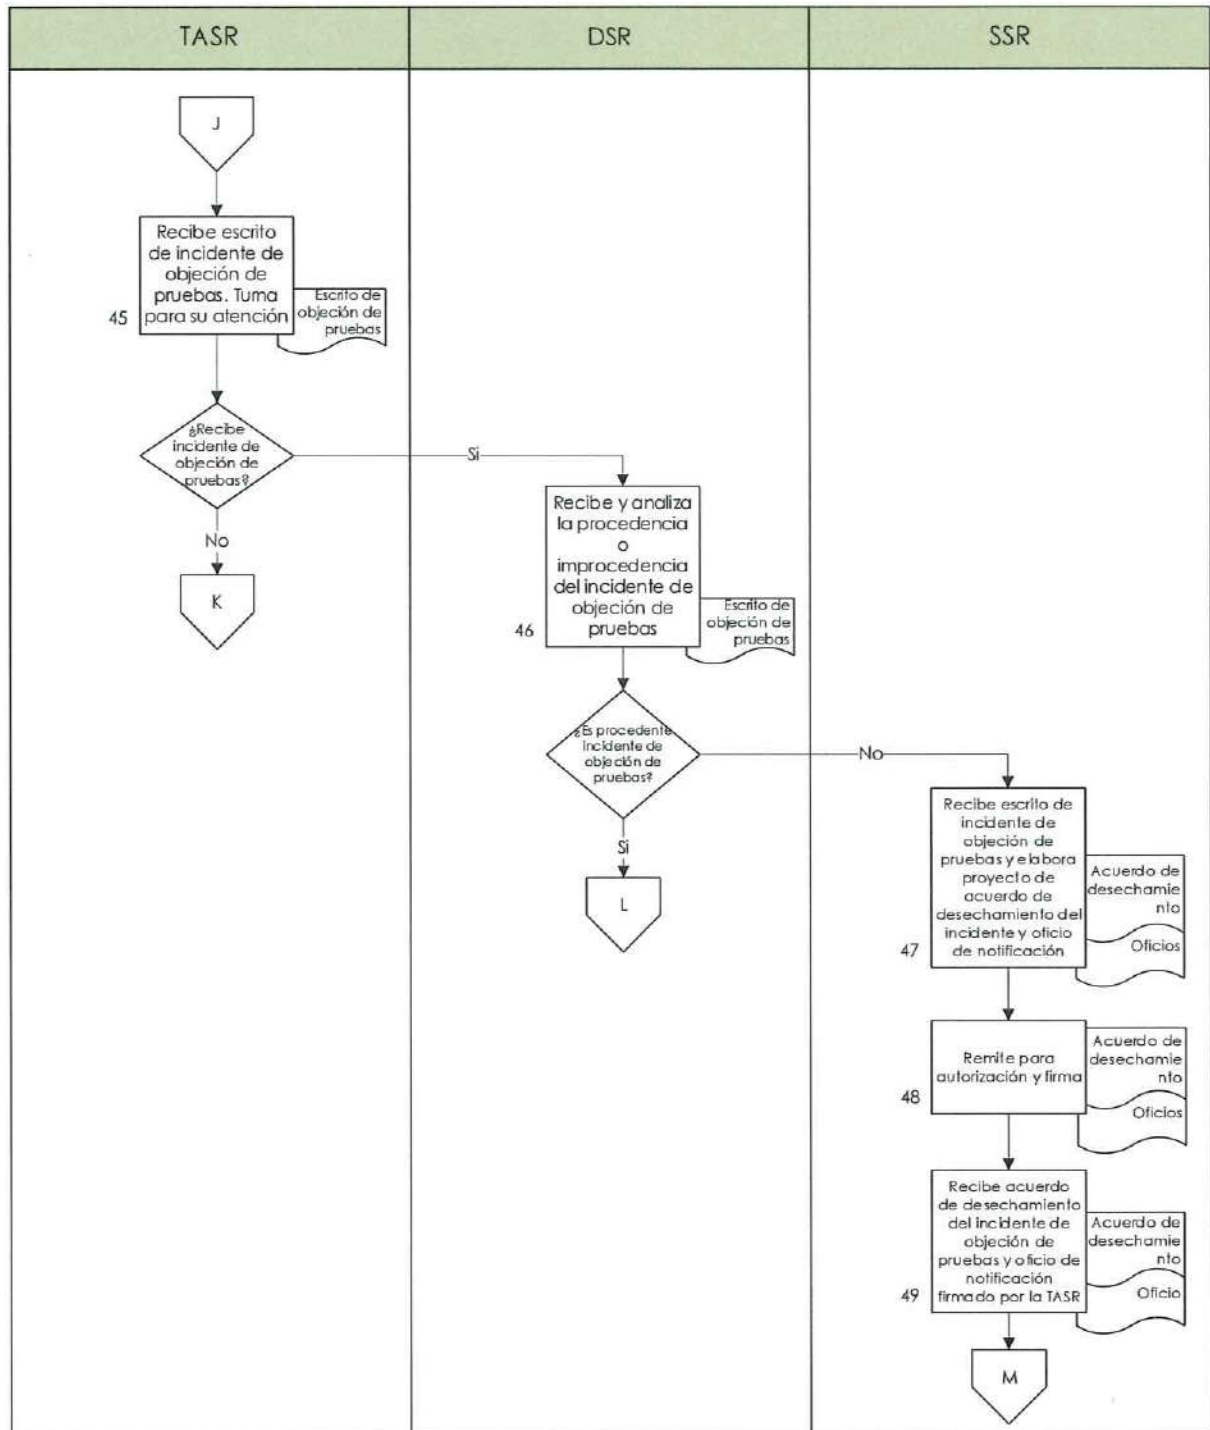 TASR
DSR
SSR
J
Recibe escrito
de incidente de
objeción de
pruebas. Turna
para su atención
45
Escrito de
objeción de
pruebas
¿Recibe
incidente de
objeción de
pruebas?
Si
No
K
Recibe y analiza
la procedencia
o
improcedencia
del incidente de
objeción de
pruebas
46
Escrito de
objeción de
pruebas
¿Es procedente
incidente de
objeción de
pruebas?
No
Si
L
Recibe escrito de
incidente de
objeción de
pruebas y elabora
proyecto de
acuerdo de
desechamiento del
incidente y oficio
de notificación
47
Acuerdo de
desechamie
nto
Oficios
Remite para
autorización y firma
48
Acuerdo de
desechamie
nto
Oficios
Recibe acuerdo
de desechamiento
del incidente de
objeción de
pruebas y oficio de
notificación
firmado por la TASR
49
Acuerdo de
desechamie
nto
Oficio
M